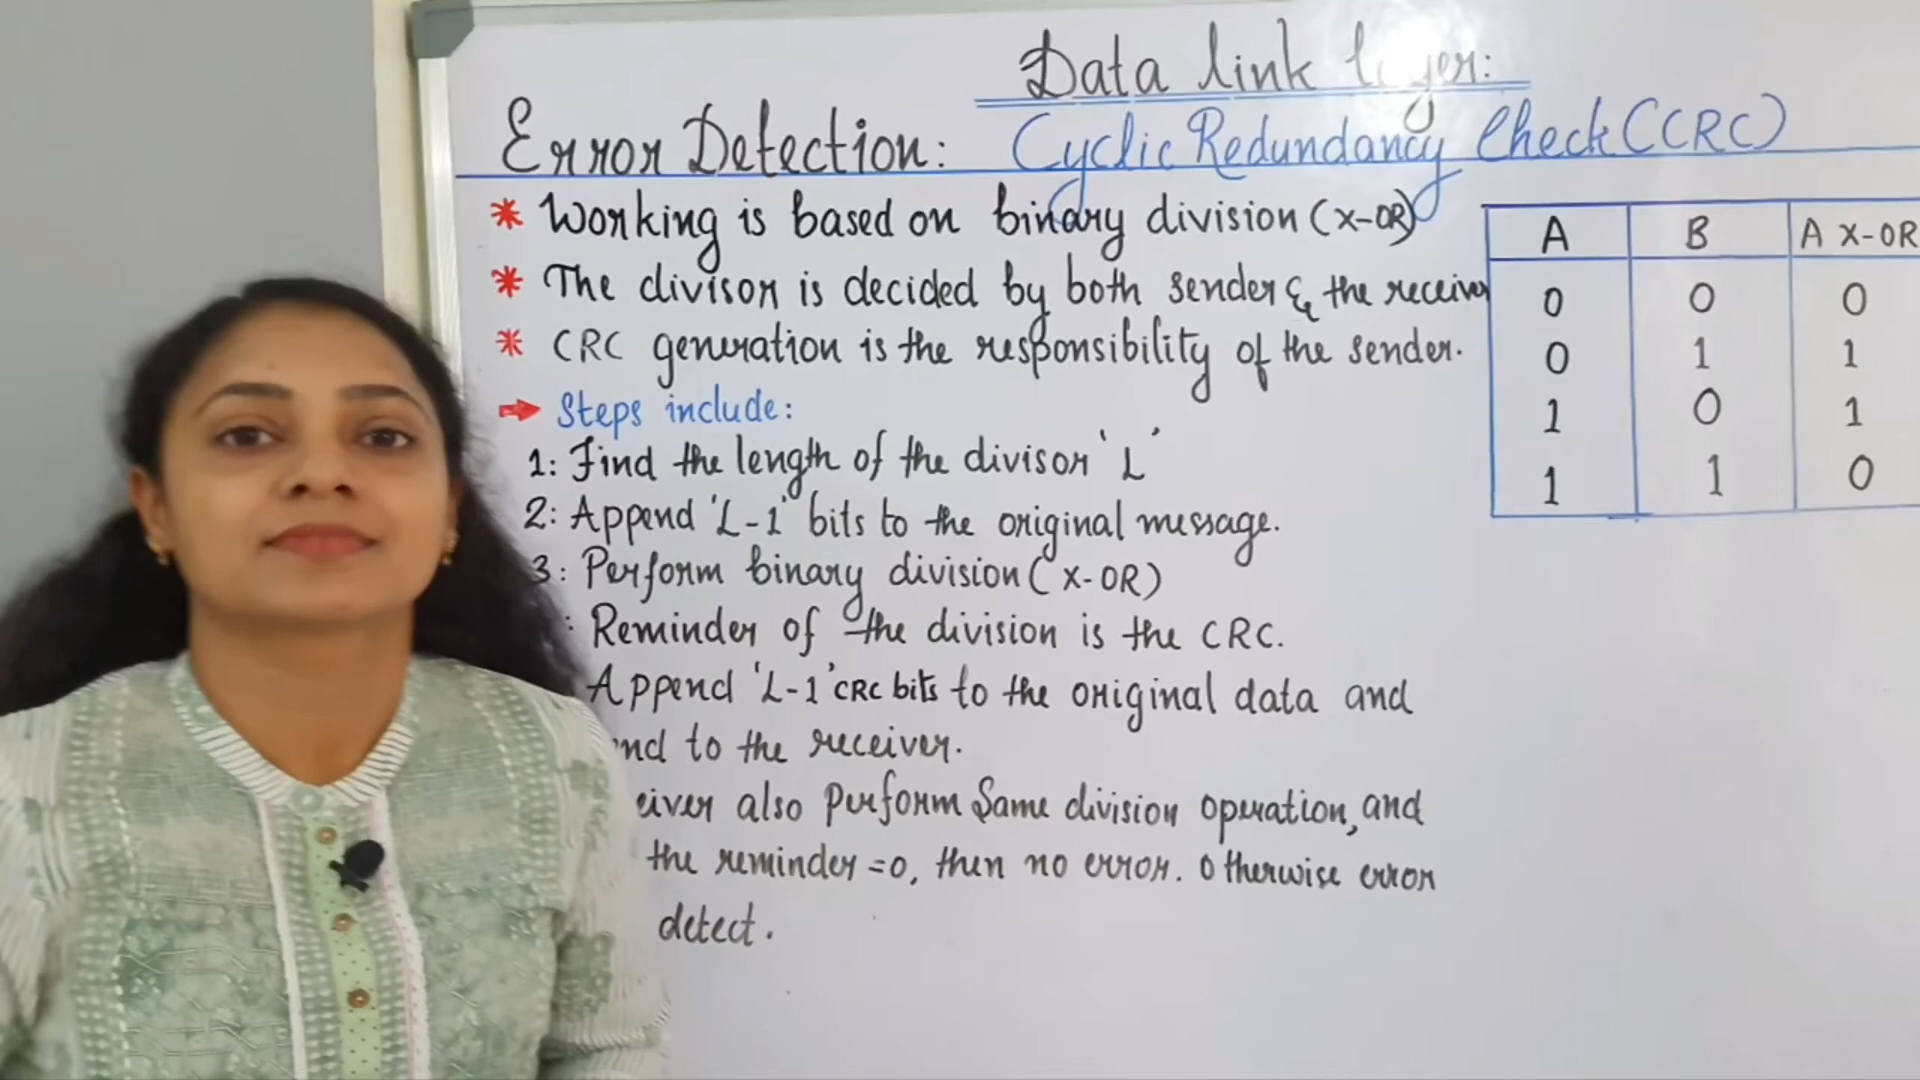 Data link layer:
Error Detection: Cyclic Redundancy Check (CRC)
* Working is based on binary division (X-OR)
* The divisor is decided by both sender & the receiver
* CRC generation is the responsibility of the sender.
→ Steps include:
1: Find the length of the divisor 'L'
2: Append 'L-1' bits to the original message.
3: Perform binary division (X-OR)
: Reminder of the division is the CRC.
Append 'L-1' CRC bits to the original data and
nd to the receiver.
eiver also Perform Same division operation, and
the reminder = 0, then no error. Otherwise error
detect.
A B A X-OR
0 0 0
0 1 1
1 0 1
1 1 0